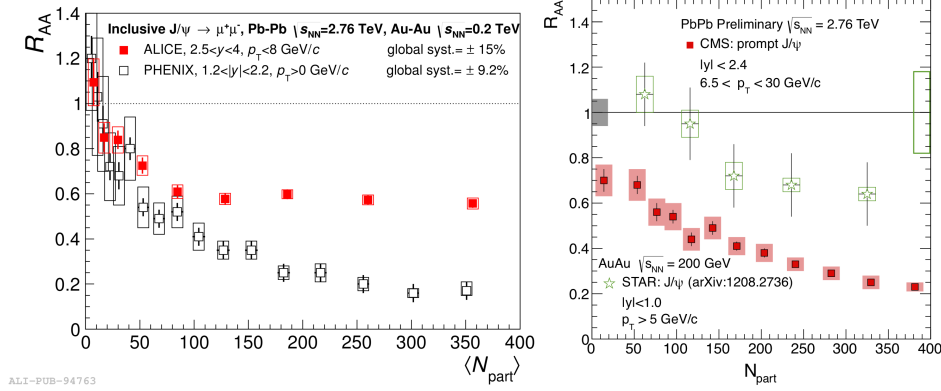 R_AA
Inclusive J/ψ → μ⁺μ⁻, Pb-Pb √s_NN=2.76 TeV, Au-Au √s_NN=0.2 TeV
ALICE, 2.5<y<4, p_T<8 GeV/c global syst.= ± 15%
PHENIX, 1.2<|y|<2.2, p_T>0 GeV/c global syst.= ± 9.2%
1.4
1.2
1
0.8
0.6
0.4
0.2
0
0 50 100 150 200 250 300 350 400
⟨N_part⟩
ALI-PUB-94763
R_AA
PbPb Preliminary √s_NN = 2.76 TeV
CMS: prompt J/ψ
|y| < 2.4
6.5 < p_T < 30 GeV/c
1.4
1.2
1
0.8
0.6
0.4
0.2
0.0
AuAu √s_NN = 200 GeV
STAR: J/ψ (arXiv:1208.2736)
|y|<1.0
p_T > 5 GeV/c
0 50 100 150 200 250 300 350 400
N_part